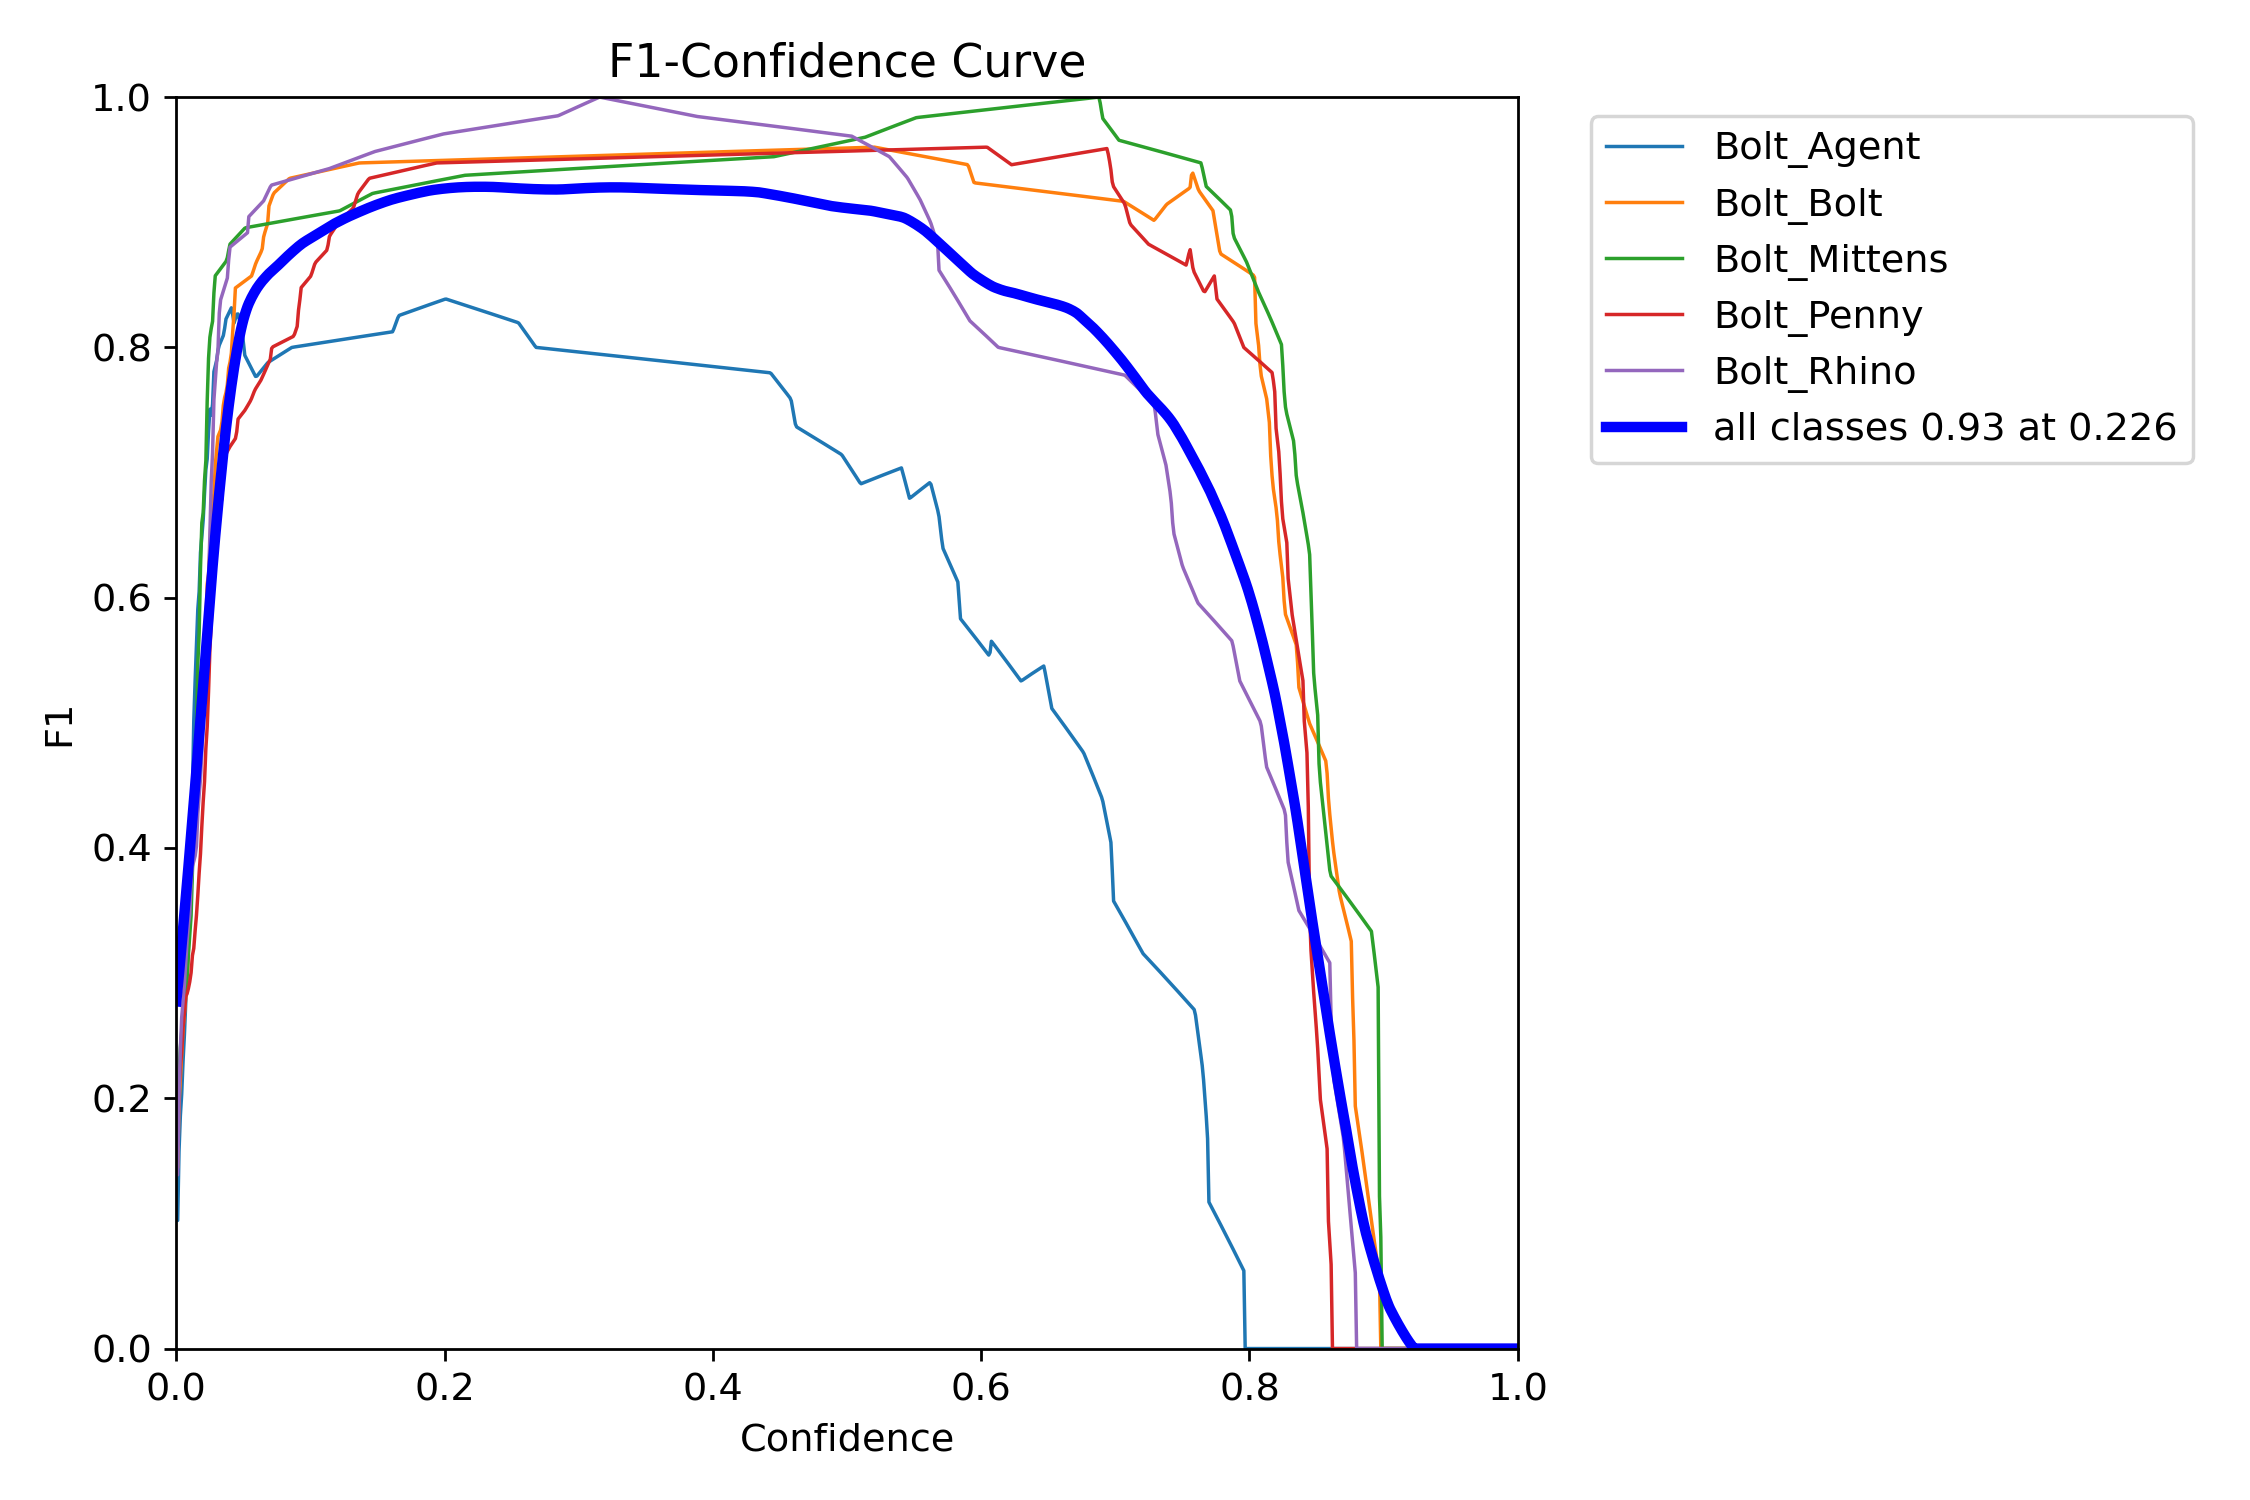 F1-Confidence Curve
1.0
0.8
0.6
0.4
0.2
0.0
F1
0.0 0.2 0.4 0.6 0.8 1.0
Confidence
Bolt_Agent
Bolt_Bolt
Bolt_Mittens
Bolt_Penny
Bolt_Rhino
all classes 0.93 at 0.226